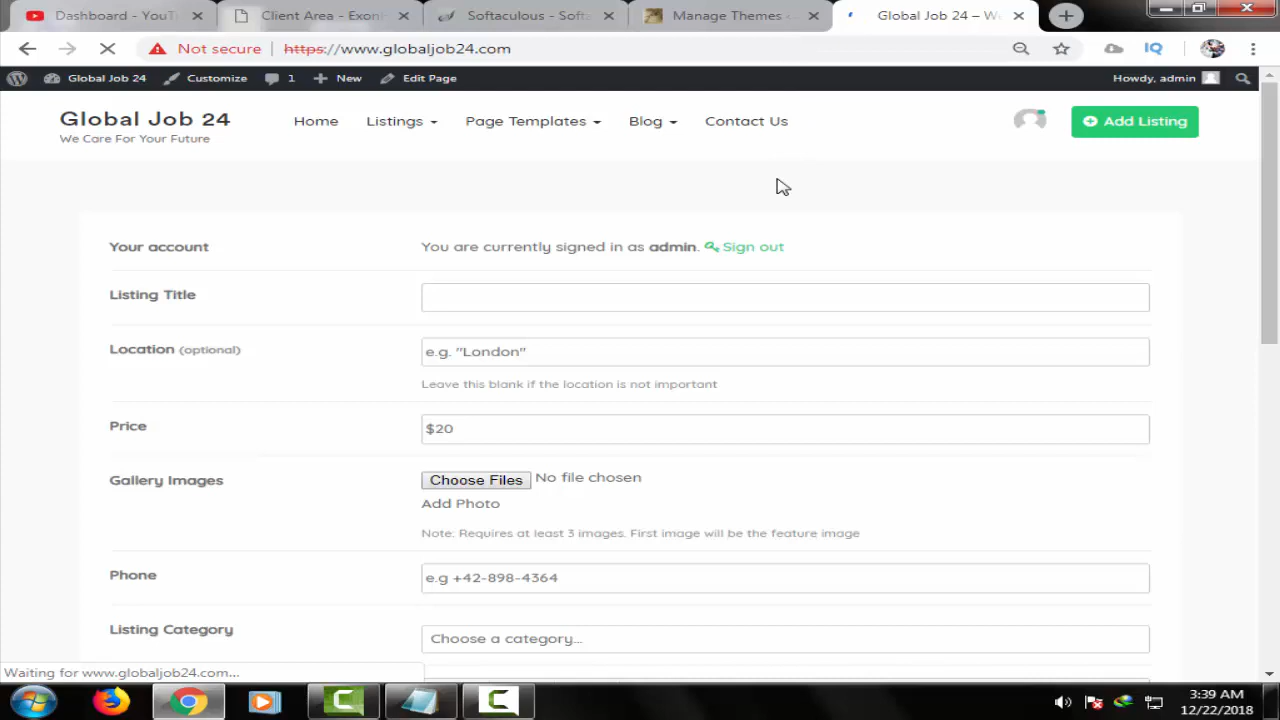 Dashboard - YouT
Client Area - Exoni
Softaculous - Softa
Manage Themes
Global Job 24 – W
Not secure | https://www.globaljob24.com
IQ
Global Job 24
Customize
1
New
Edit Page
Howdy, admin
Global Job 24
We Care For Your Future
Home
Listings
Page Templates
Blog
Contact Us
Add Listing
Your account
You are currently signed in as admin. Sign out
Listing Title
Location (optional)
e.g. "London"
Leave this blank if the location is not important
Price
$20
Gallery Images
Choose Files No file chosen
Add Photo
Note: Requires at least 3 images. First image will be the feature image
Phone
e.g +42-898-4364
Listing Category
Choose a category...
Waiting for www.globaljob24.com...
3:39 AM
12/22/2018